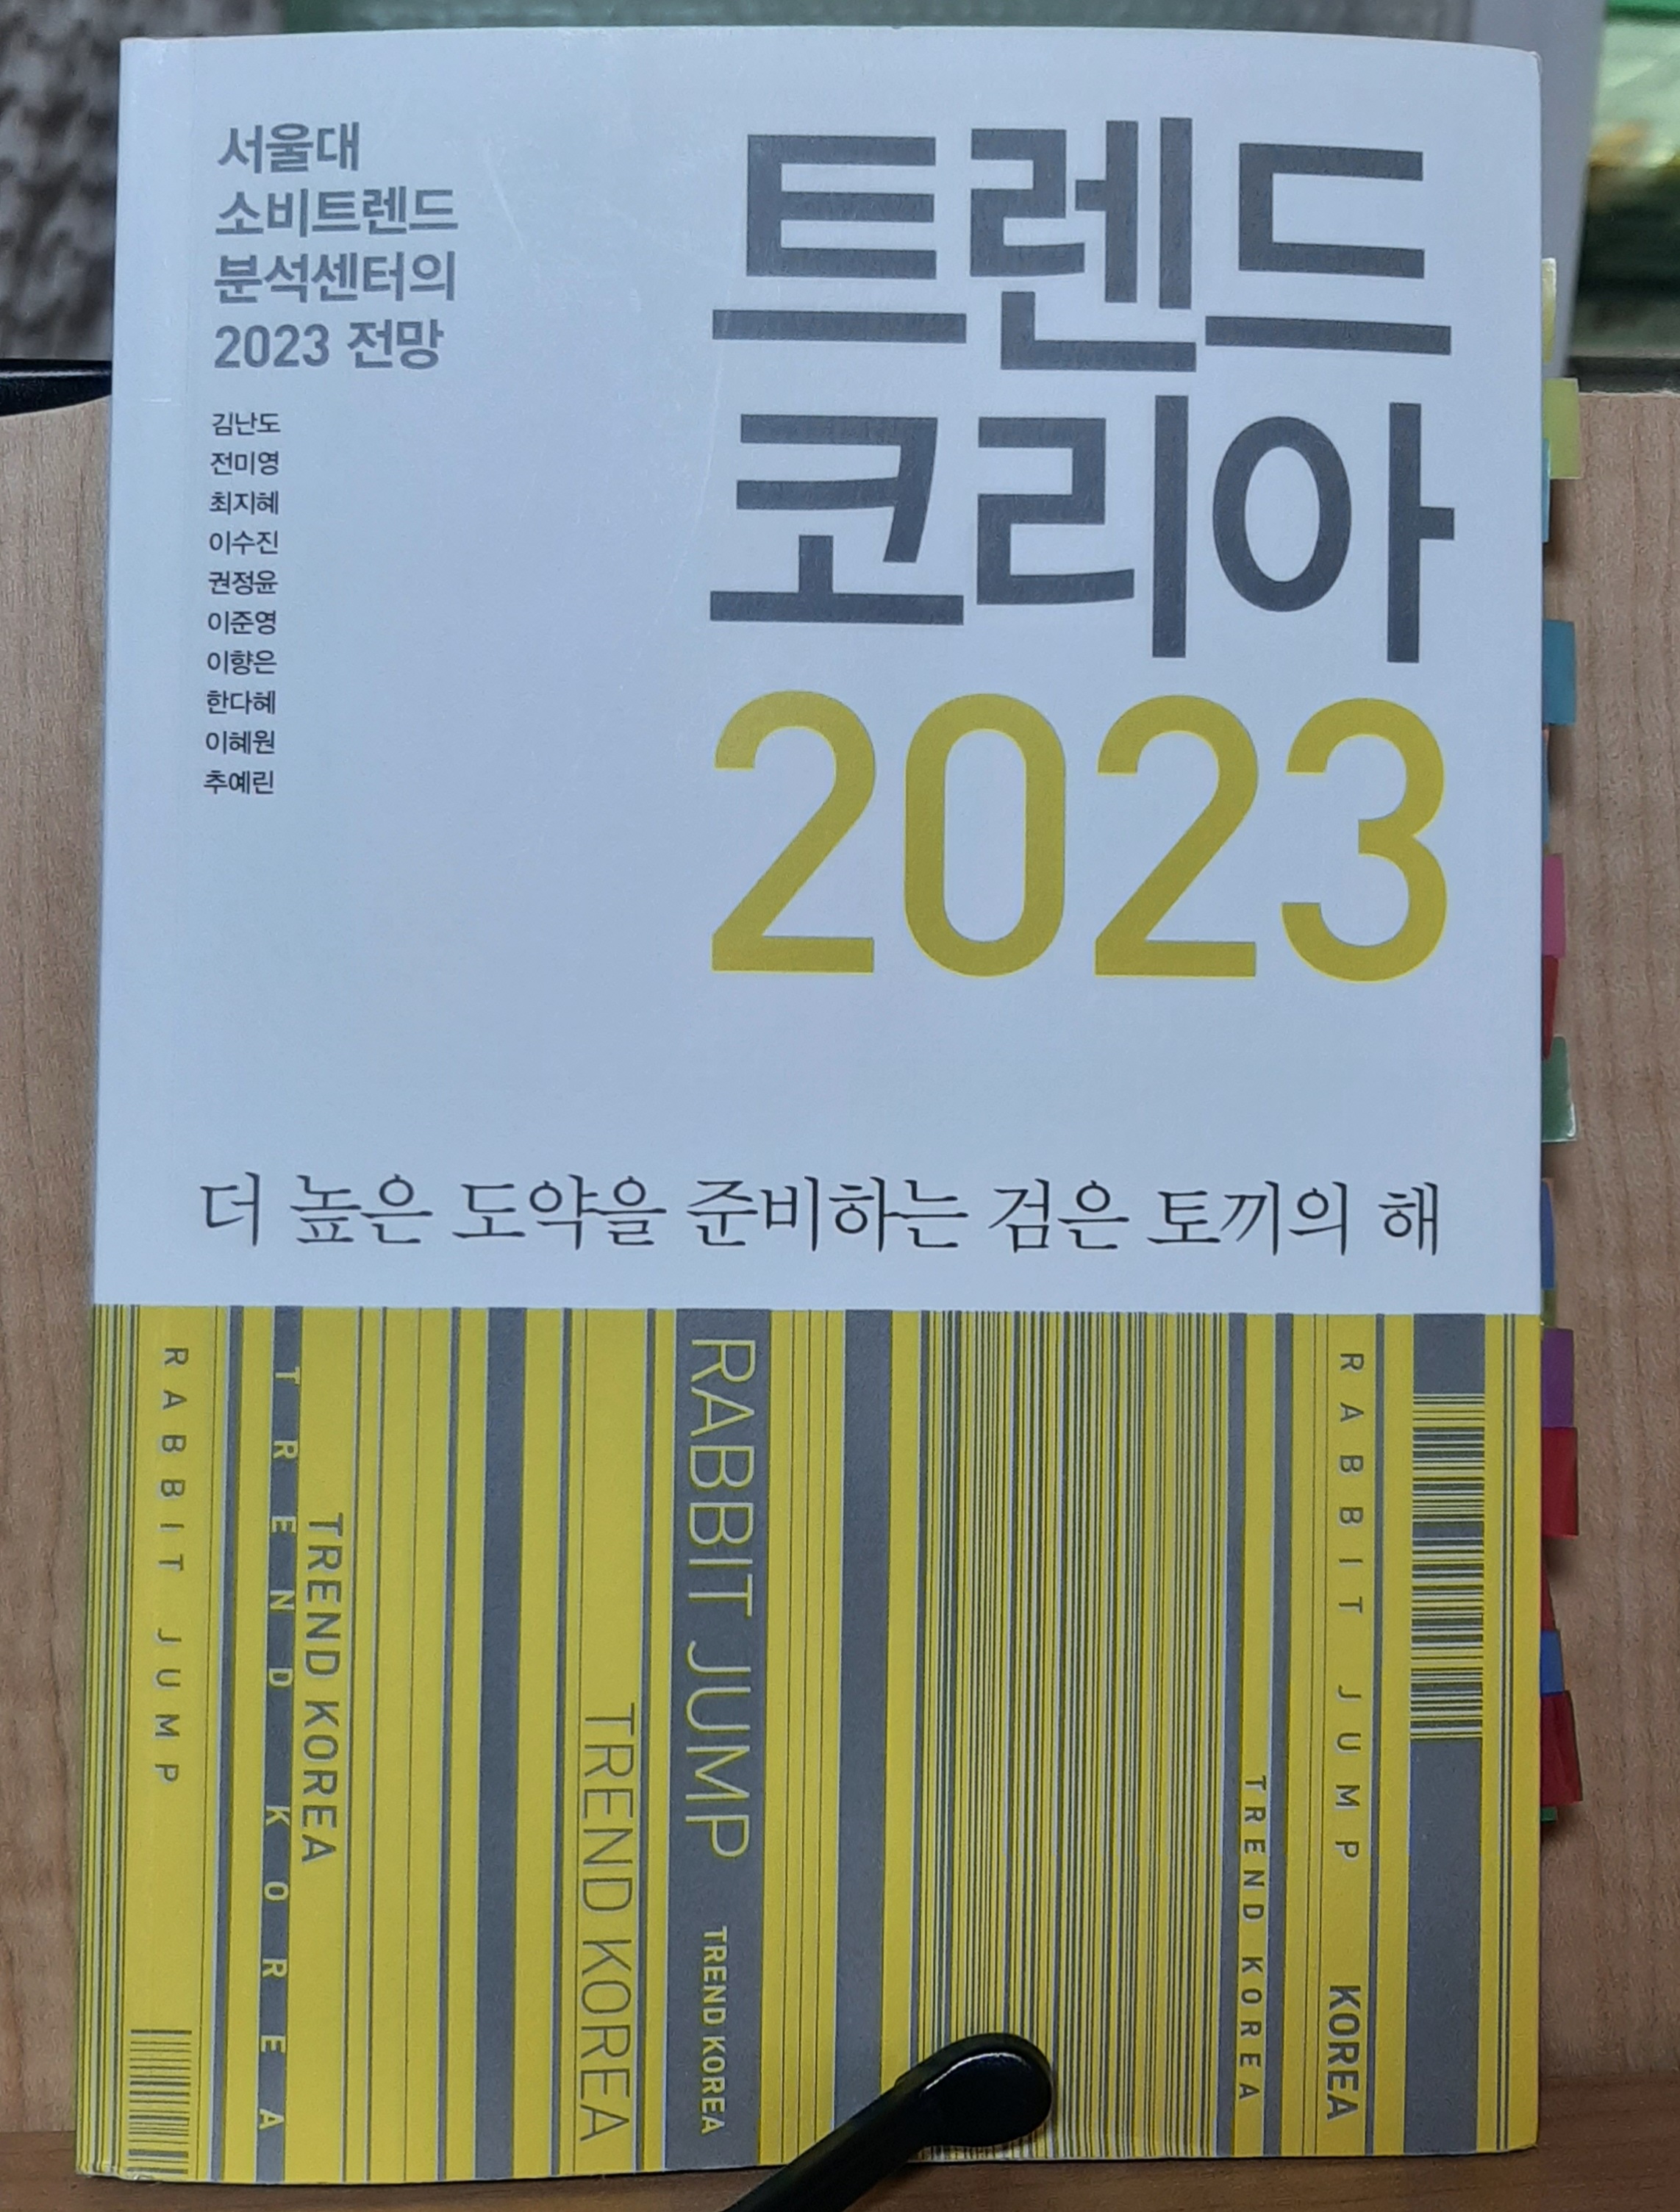 서울대
소비트렌드
분석센터의
2023 전망
김난도
전미영
최지혜
이수진
권정윤
이준영
이향은
한다혜
이혜원
추예린
트렌드
코리아
2023
더 높은 도약을 준비하는 검은 토끼의 해
RABBIT JUMP
TREND KOREA
TREND KOREA
TREND KOREA
RABBIT JUMP
TREND KOREA
TREND KOREA
RABBIT JUMP
KOREA